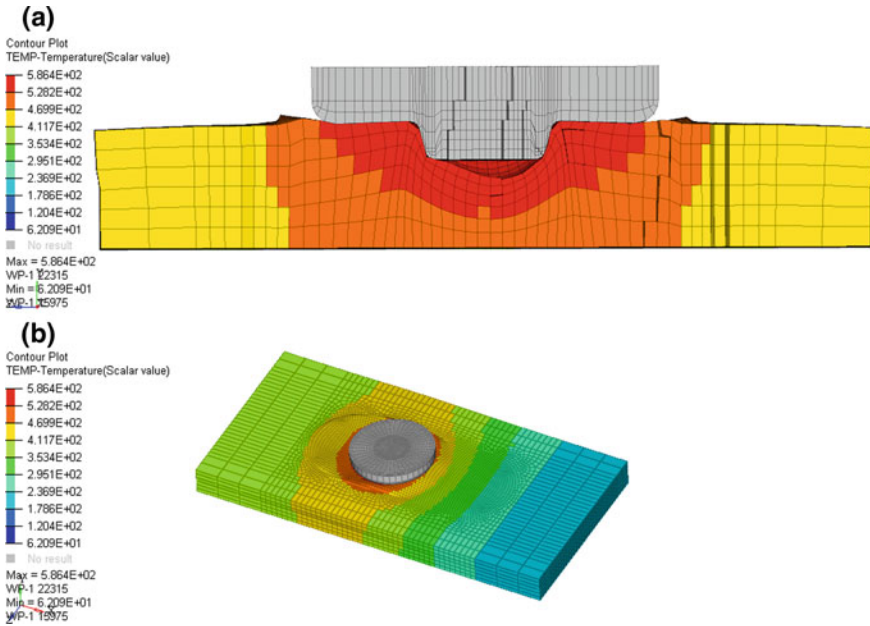 (a)
Contour Plot
TEMP-Temperature(Scalar value)
5.864E+02
5.282E+02
4.699E+02
4.117E+02
3.534E+02
2.951E+02
2.369E+02
1.786E+02
1.204E+02
6.209E+01
No result
Max = 5.864E+02
WP-1 22315
Min = 6.209E+01
WP-1 15975
(b)
Contour Plot
TEMP-Temperature(Scalar value)
5.864E+02
5.282E+02
4.699E+02
4.117E+02
3.534E+02
2.951E+02
2.369E+02
1.786E+02
1.204E+02
6.209E+01
No result
Max = 5.864E+02
WP-1 22315
Min = 6.209E+01
WP-1 15975